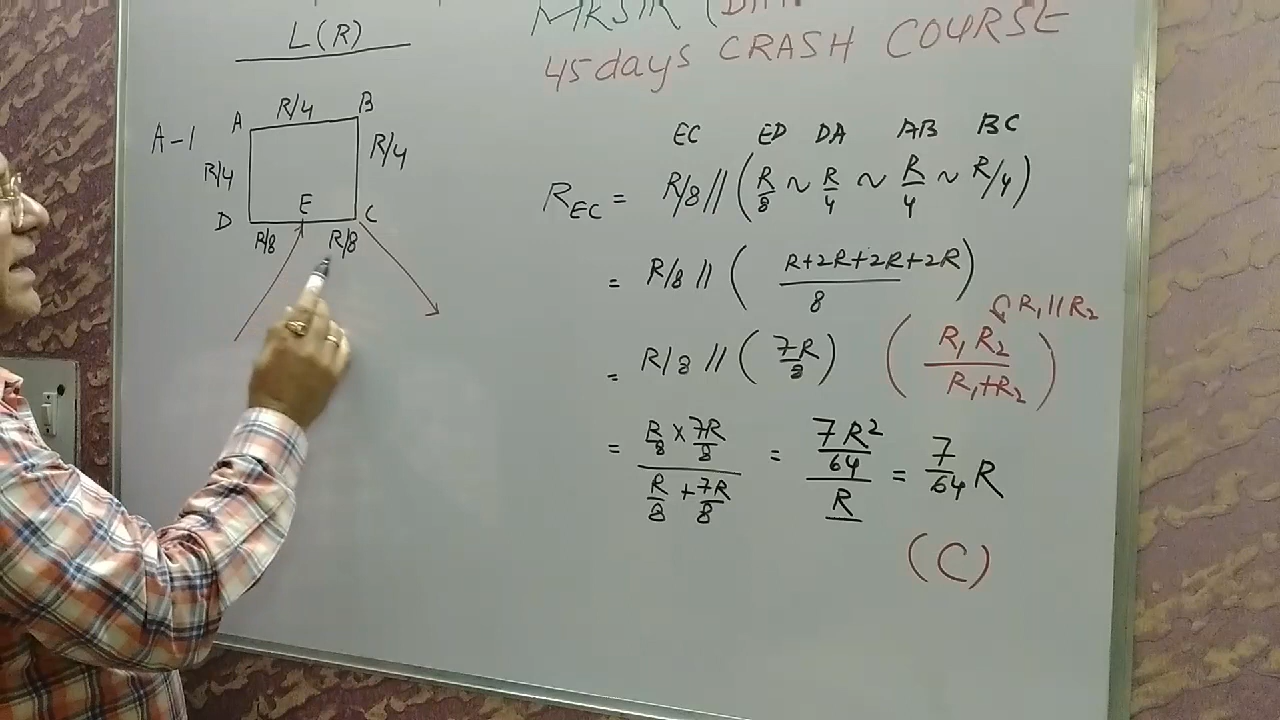 L(R)
MKSIR (
45days CRASH COURSE
A-1
A R/4 B
R/4 R/4
D E C
R/8 R/8
EC ED DA AB BC
R_EC = R/8 // (R/8 ~ R/4 ~ R/4 ~ R/4)
= R/8 // ( (R+2R+2R+2R)/8 )
R₁//R₂
= R/8 // (7R/8) ( R₁R₂/(R₁+R₂) )
= (R/8 × 7R/8)/(R/8 + 7R/8) = (7R²/64)/R = 7/64 R
(C)